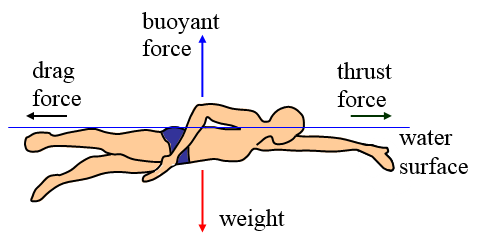 buoyant
force
drag
force
thrust
force
water
surface
weight